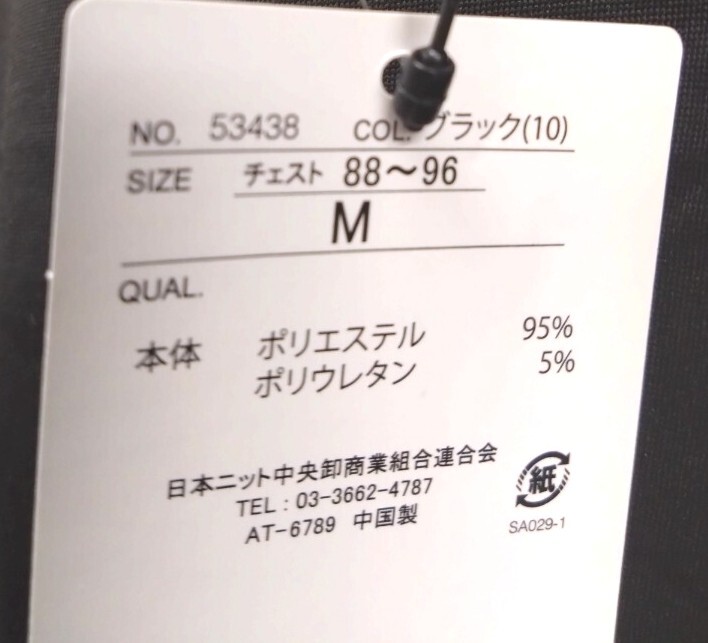 NO. 53438 COL. ブラック(10)
SIZE チェスト 88〜96
M
QUAL.
本体 ポリエステル 95%
ポリウレタン 5%
日本ニット中央卸商業組合連合会
TEL : 03-3662-4787
AT-6789 中国製
紙
SA029-1